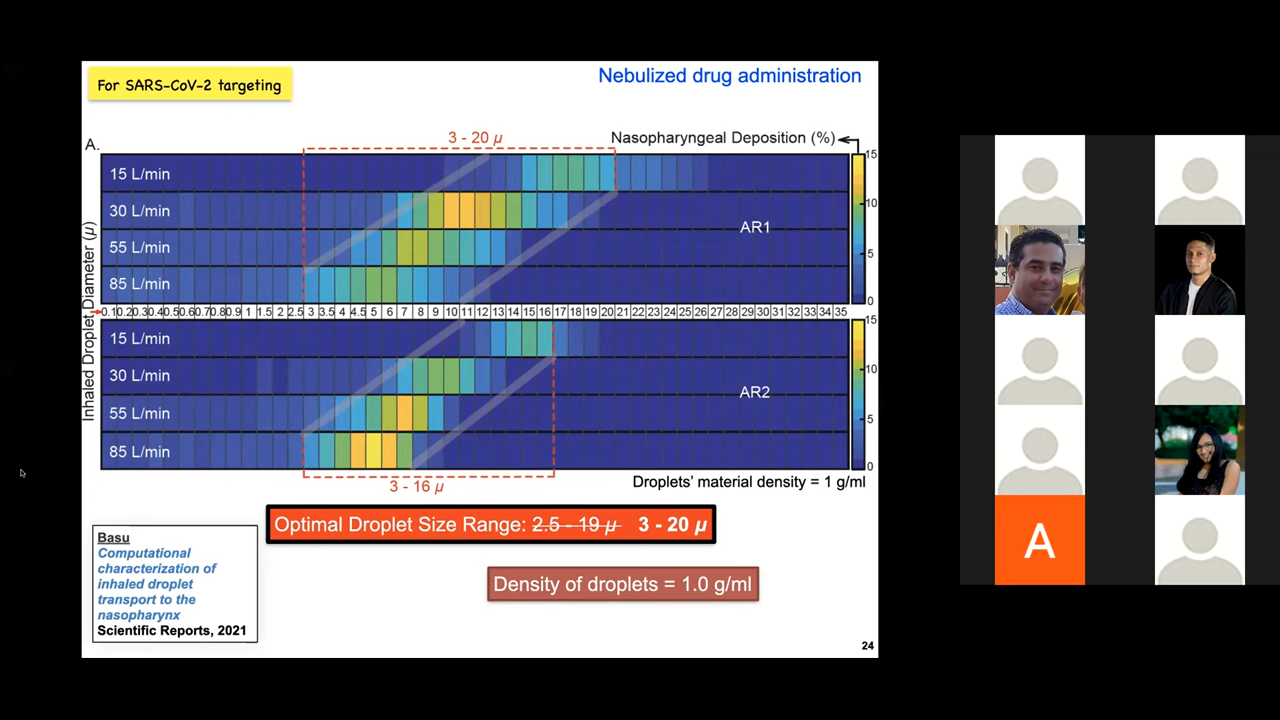 For SARS-CoV-2 targeting
Nebulized drug administration
A.
3 - 20 μ
Nasopharyngeal Deposition (%)
15 L/min
30 L/min
55 L/min
85 L/min
AR1
15
10
5
0
Inhaled Droplet Diameter (μ)
0.1 0.2 0.3 0.4 0.5 0.6 0.7 0.8 0.9 1 1.5 2 2.5 3 3.5 4 4.5 5 6 7 8 9 10 11 12 13 14 15 16 17 18 19 20 21 22 23 24 25 26 27 28 29 30 31 32 33 34 35
15 L/min
30 L/min
55 L/min
85 L/min
AR2
15
10
5
0
3 - 16 μ
Droplets' material density = 1 g/ml
Optimal Droplet Size Range: 2.5 - 19 μ 3 - 20 μ
Density of droplets = 1.0 g/ml
Basu
Computational
characterization of
inhaled droplet
transport to the
nasopharynx
Scientific Reports, 2021
24
A